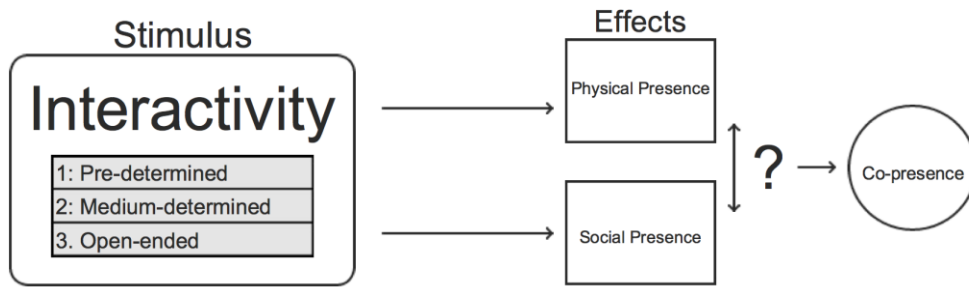 Stimulus
Interactivity
1: Pre-determined
2: Medium-determined
3. Open-ended
Effects
Physical Presence
Social Presence
?
Co-presence